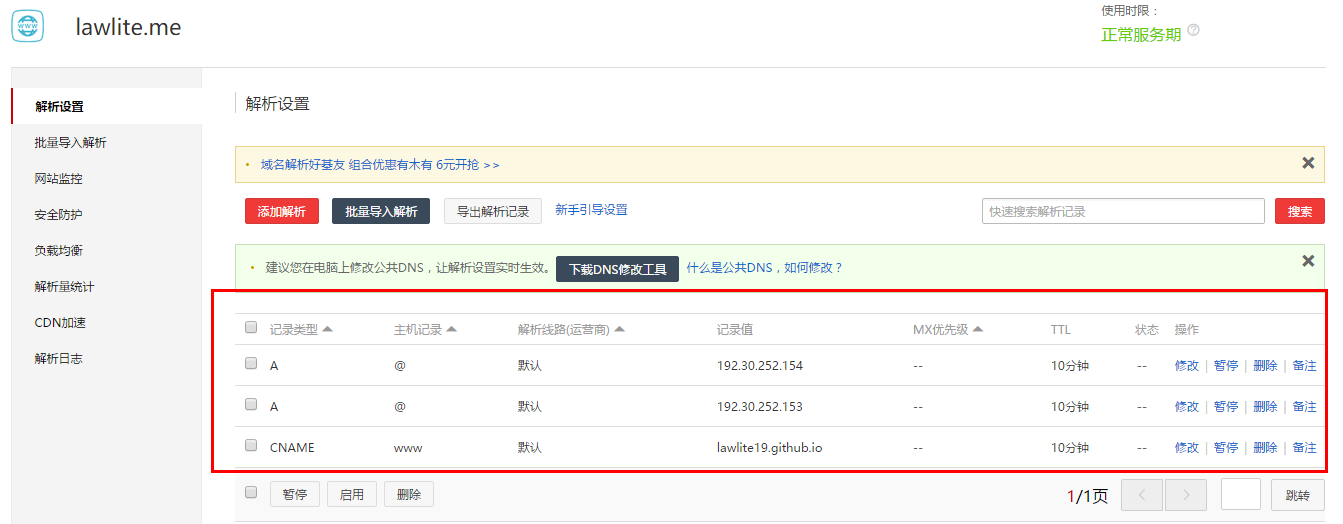 www
lawlite.me
使用时限：
正常服务期 ?
解析设置
批量导入解析
网站监控
安全防护
负载均衡
解析量统计
CDN加速
解析日志
解析设置
域名解析好基友 组合优惠有木有 6元开抢 >>
添加解析 批量导入解析 导出解析记录 新手引导设置 快速搜索解析记录 搜索
建议您在电脑上修改公共DNS，让解析设置实时生效。 下载DNS修改工具 什么是公共DNS，如何修改？
记录类型 主机记录 解析线路(运营商) 记录值 MX优先级 TTL 状态 操作
A @ 默认 192.30.252.154 -- 10分钟 -- 修改 | 暂停 | 删除 | 备注
A @ 默认 192.30.252.153 -- 10分钟 -- 修改 | 暂停 | 删除 | 备注
CNAME www 默认 lawlite19.github.io -- 10分钟 -- 修改 | 暂停 | 删除 | 备注
暂停 启用 删除 1/1页 < > 跳转